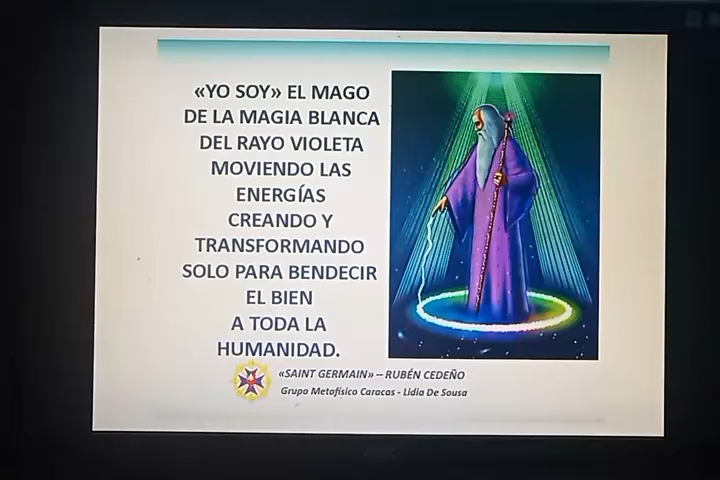 «YO SOY» EL MAGO
DE LA MAGIA BLANCA
DEL RAYO VIOLETA
MOVIENDO LAS
ENERGÍAS
CREANDO Y
TRANSFORMANDO
SOLO PARA BENDECIR
EL BIEN
A TODA LA
HUMANIDAD.
«SAINT GERMAIN» -- RUBÉN CEDEÑO
Grupo Metafísico Caracas - Lidia De Sousa